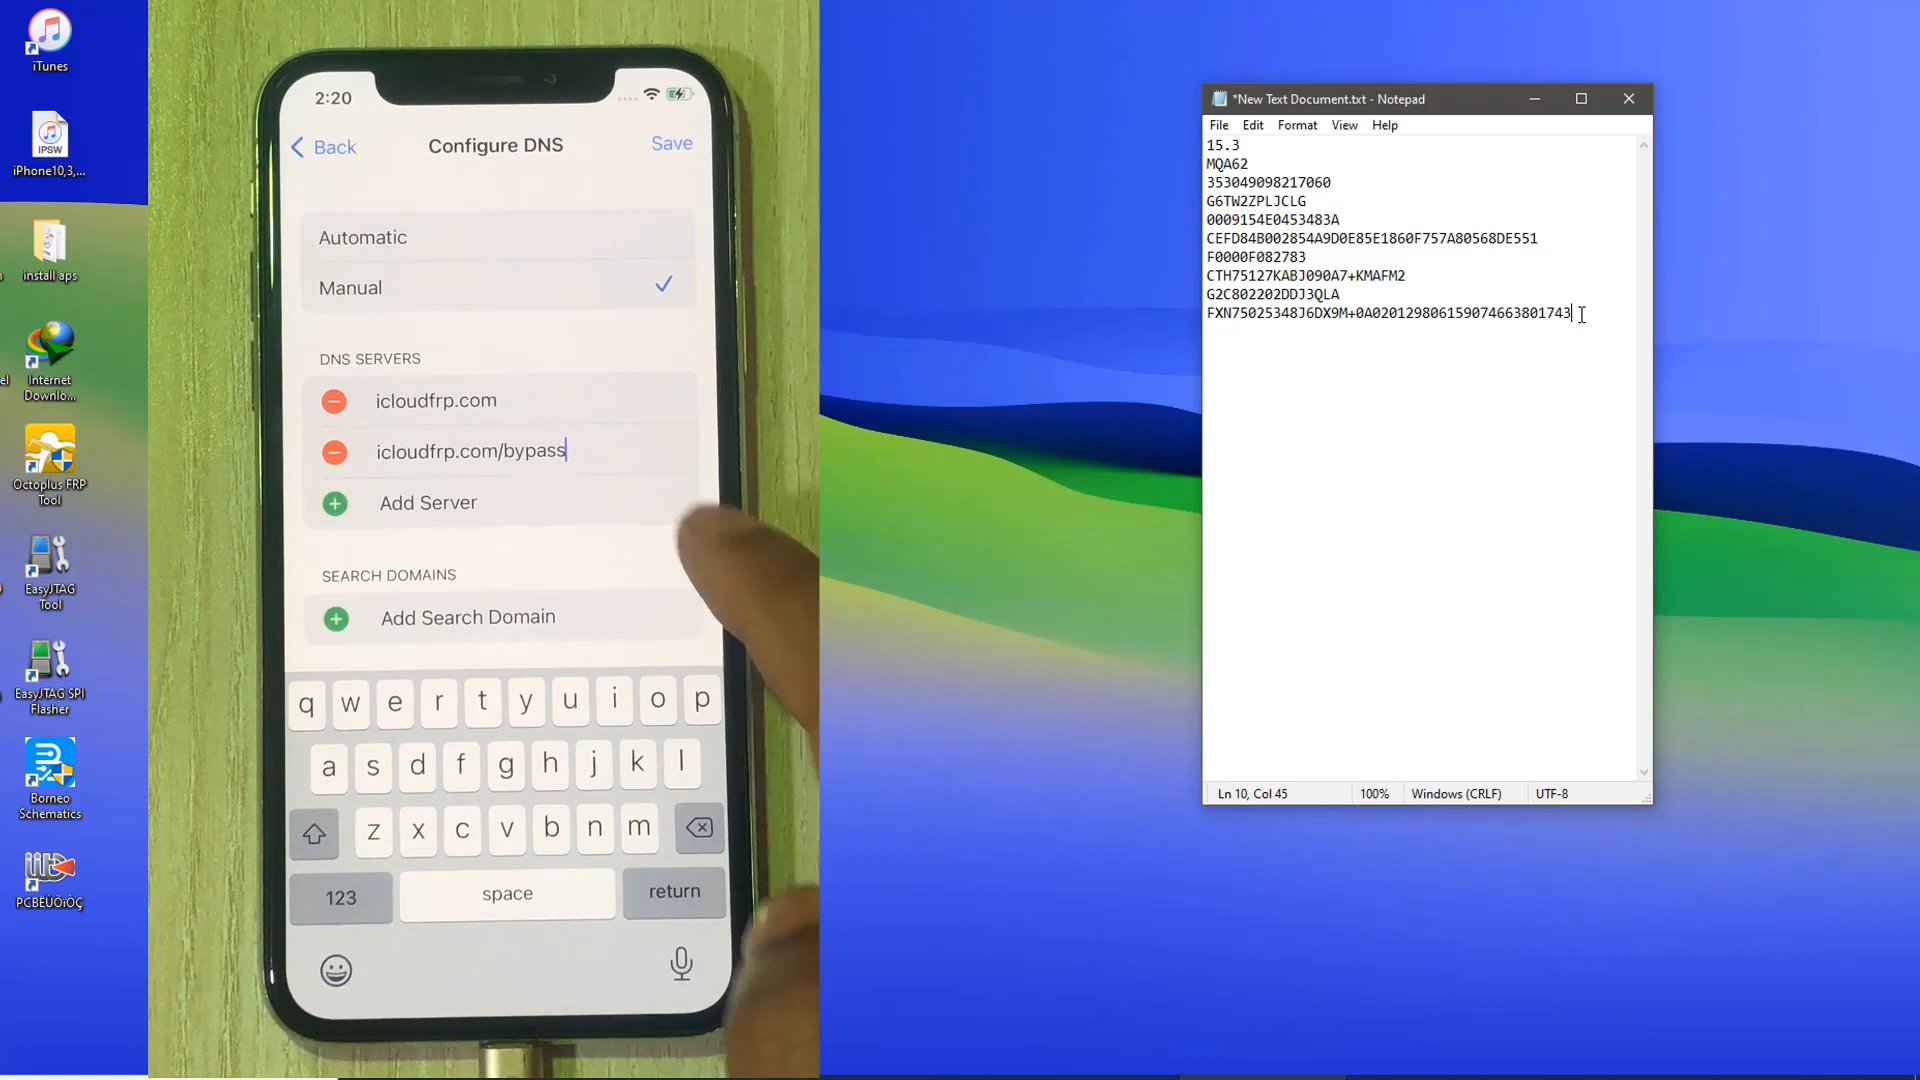 iTunes
IPSW
iPhone10,3,...
install aps
el
Internet
Downlo...
Octoplus FRP
Tool
EasyJTAG
Tool
EasyJTAG SPI
Flasher
Borneo
Schematics
PCBÉÙÕïÒÇ
2:20
Back
Configure DNS
Save
Automatic
Manual
DNS SERVERS
icloudfrp.com
icloudfrp.com/bypass
Add Server
SEARCH DOMAINS
Add Search Domain
q w e r t y u i o p
a s d f g h j k l
z x c v b n m
123
space
return
*New Text Document.txt - Notepad
File Edit Format View Help
15.3
MQA62
353049098217060
G6TW2ZPLJCLG
0009154E0453483A
CEFD84B002854A9D0E85E1860F757A80568DE551
F0000F082783
CTH75127KABJ090A7+KMAFM2
G2C802202DDJ3QLA
FXN75025348J6DX9M+0A020129806159074663801743
Ln 10, Col 45
100%
Windows (CRLF)
UTF-8